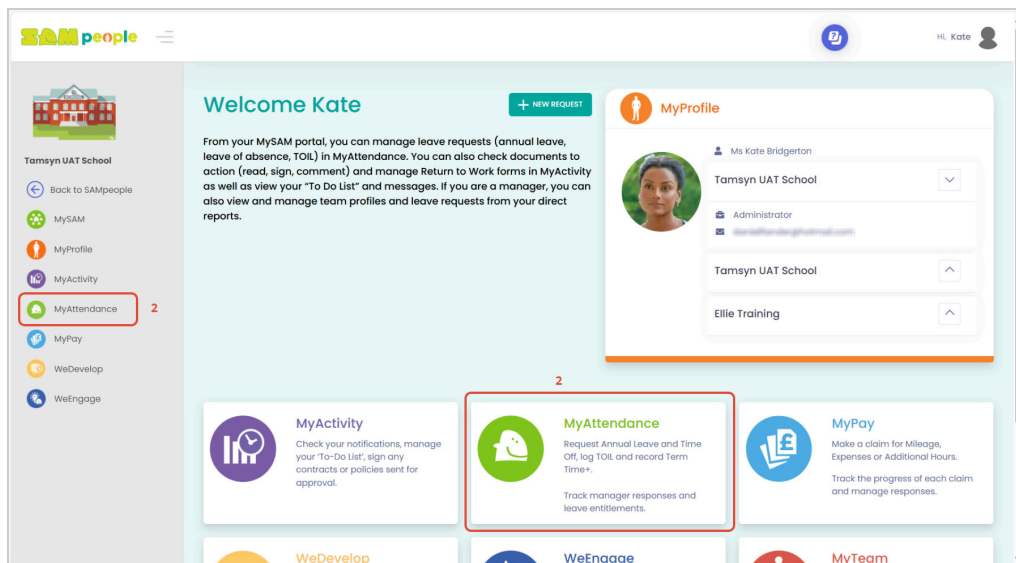 SAMpeople
Hi, Kate
Tamsyn UAT School
Back to SAMpeople
MySAM
MyProfile
MyActivity
MyAttendance
2
MyPay
WeDevelop
WeEngage
Welcome Kate
+ NEW REQUEST
From your MySAM portal, you can manage leave requests (annual leave,
leave of absence, TOIL) in MyAttendance. You can also check documents to
action (read, sign, comment) and manage Return to Work forms in MyActivity
as well as view your "To Do List" and messages. If you are a manager, you can
also view and manage team profiles and leave requests from your direct
reports.
MyProfile
Ms Kate Bridgerton
Tamsyn UAT School
Administrator
Tamsyn UAT School
Ellie Training
2
MyActivity
Check your notifications, manage
your 'To-Do List', sign any
contracts or policies sent for
approval.
MyAttendance
Request Annual Leave and Time
Off, log TOIL and record Term
Time+.
Track manager responses and
leave entitlements.
MyPay
Make a claim for Mileage,
Expenses or Additional Hours.
Track the progress of each claim
and manage responses.
WeDevelop
WeEngage
MyTeam